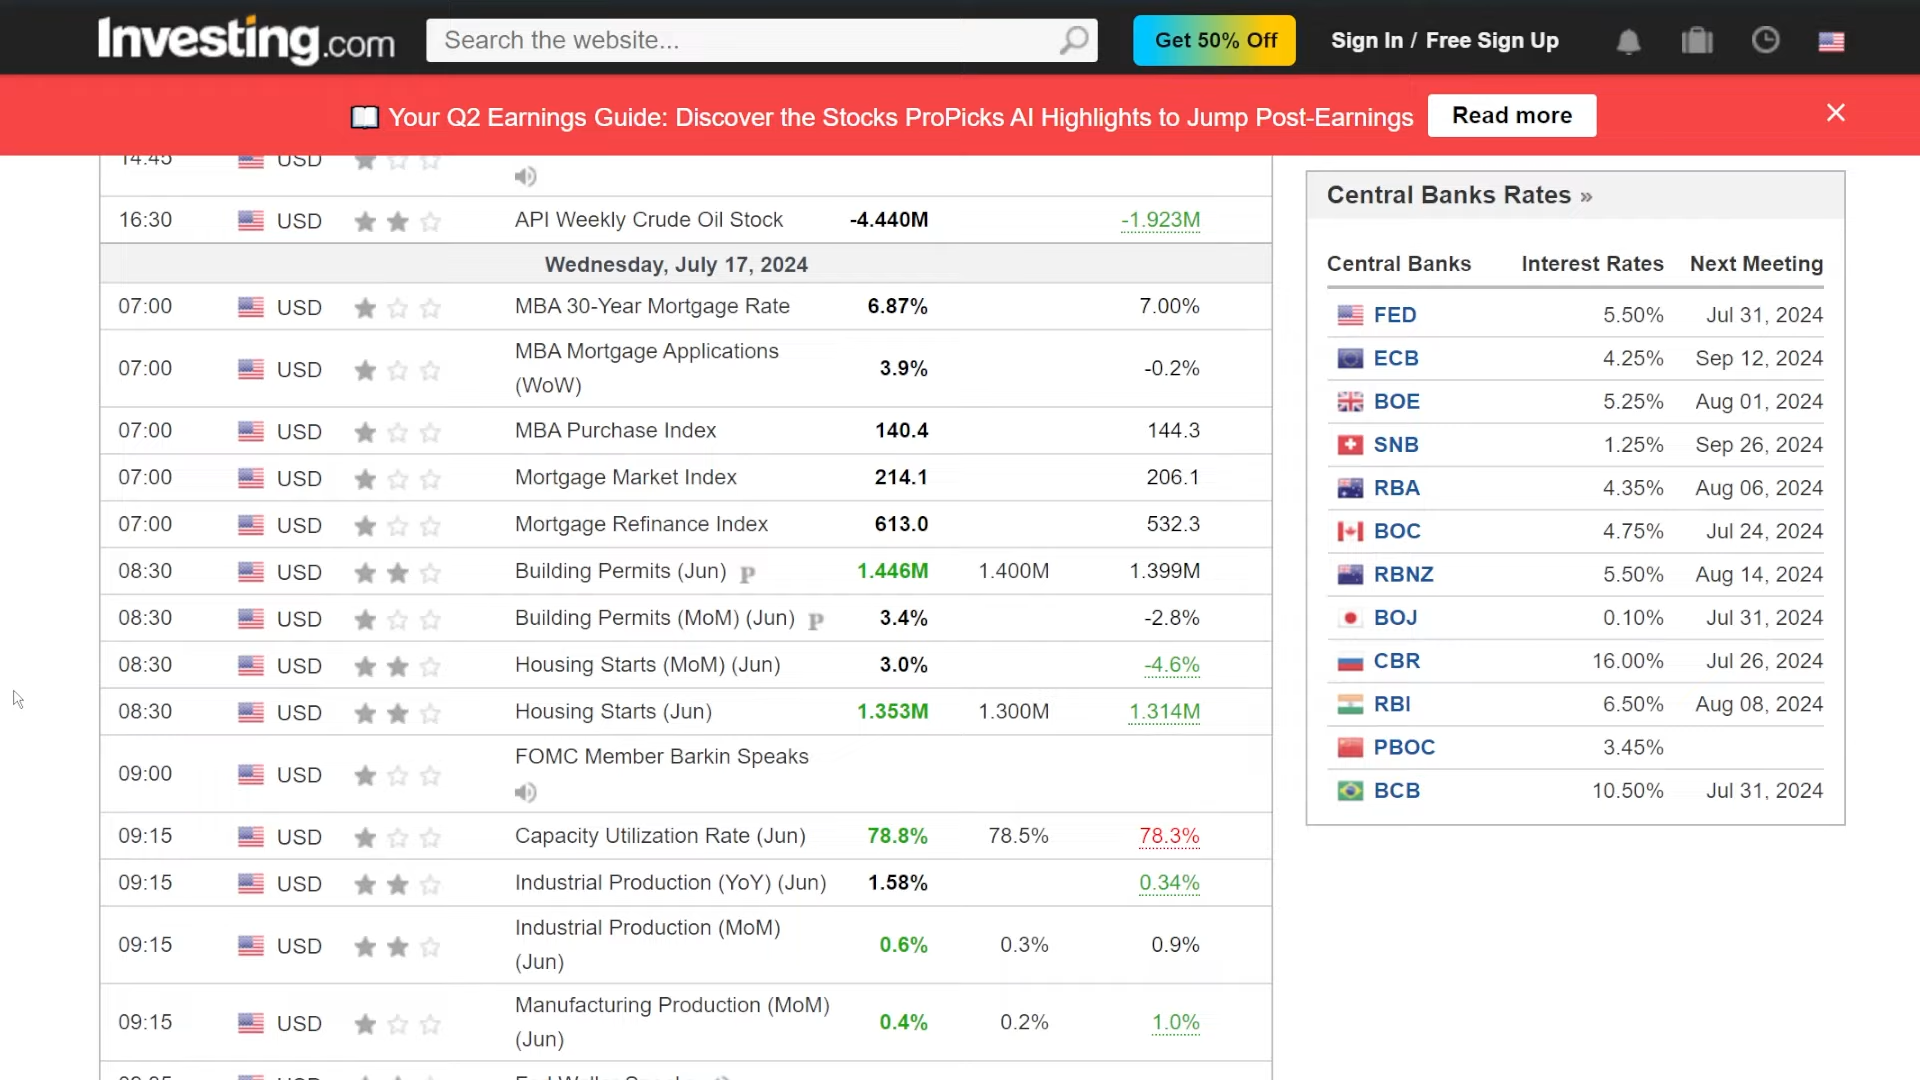 Investing.com Search the website... Get 50% Off Sign In / Free Sign Up
Your Q2 Earnings Guide: Discover the Stocks ProPicks AI Highlights to Jump Post-Earnings Read more
14:45 USD
16:30 USD API Weekly Crude Oil Stock -4.440M -1.923M
Wednesday, July 17, 2024
07:00 USD MBA 30-Year Mortgage Rate 6.87% 7.00%
07:00 USD MBA Mortgage Applications
(WoW) 3.9% -0.2%
07:00 USD MBA Purchase Index 140.4 144.3
07:00 USD Mortgage Market Index 214.1 206.1
07:00 USD Mortgage Refinance Index 613.0 532.3
08:30 USD Building Permits (Jun) P 1.446M 1.400M 1.399M
08:30 USD Building Permits (MoM) (Jun) P 3.4% -2.8%
08:30 USD Housing Starts (MoM) (Jun) 3.0% -4.6%
08:30 USD Housing Starts (Jun) 1.353M 1.300M 1.314M
09:00 USD FOMC Member Barkin Speaks
09:15 USD Capacity Utilization Rate (Jun) 78.8% 78.5% 78.3%
09:15 USD Industrial Production (YoY) (Jun) 1.58% 0.34%
09:15 USD Industrial Production (MoM)
(Jun) 0.6% 0.3% 0.9%
09:15 USD Manufacturing Production (MoM)
(Jun) 0.4% 0.2% 1.0%
Central Banks Rates »
Central Banks Interest Rates Next Meeting
FED 5.50% Jul 31, 2024
ECB 4.25% Sep 12, 2024
BOE 5.25% Aug 01, 2024
SNB 1.25% Sep 26, 2024
RBA 4.35% Aug 06, 2024
BOC 4.75% Jul 24, 2024
RBNZ 5.50% Aug 14, 2024
BOJ 0.10% Jul 31, 2024
CBR 16.00% Jul 26, 2024
RBI 6.50% Aug 08, 2024
PBOC 3.45%
BCB 10.50% Jul 31, 2024